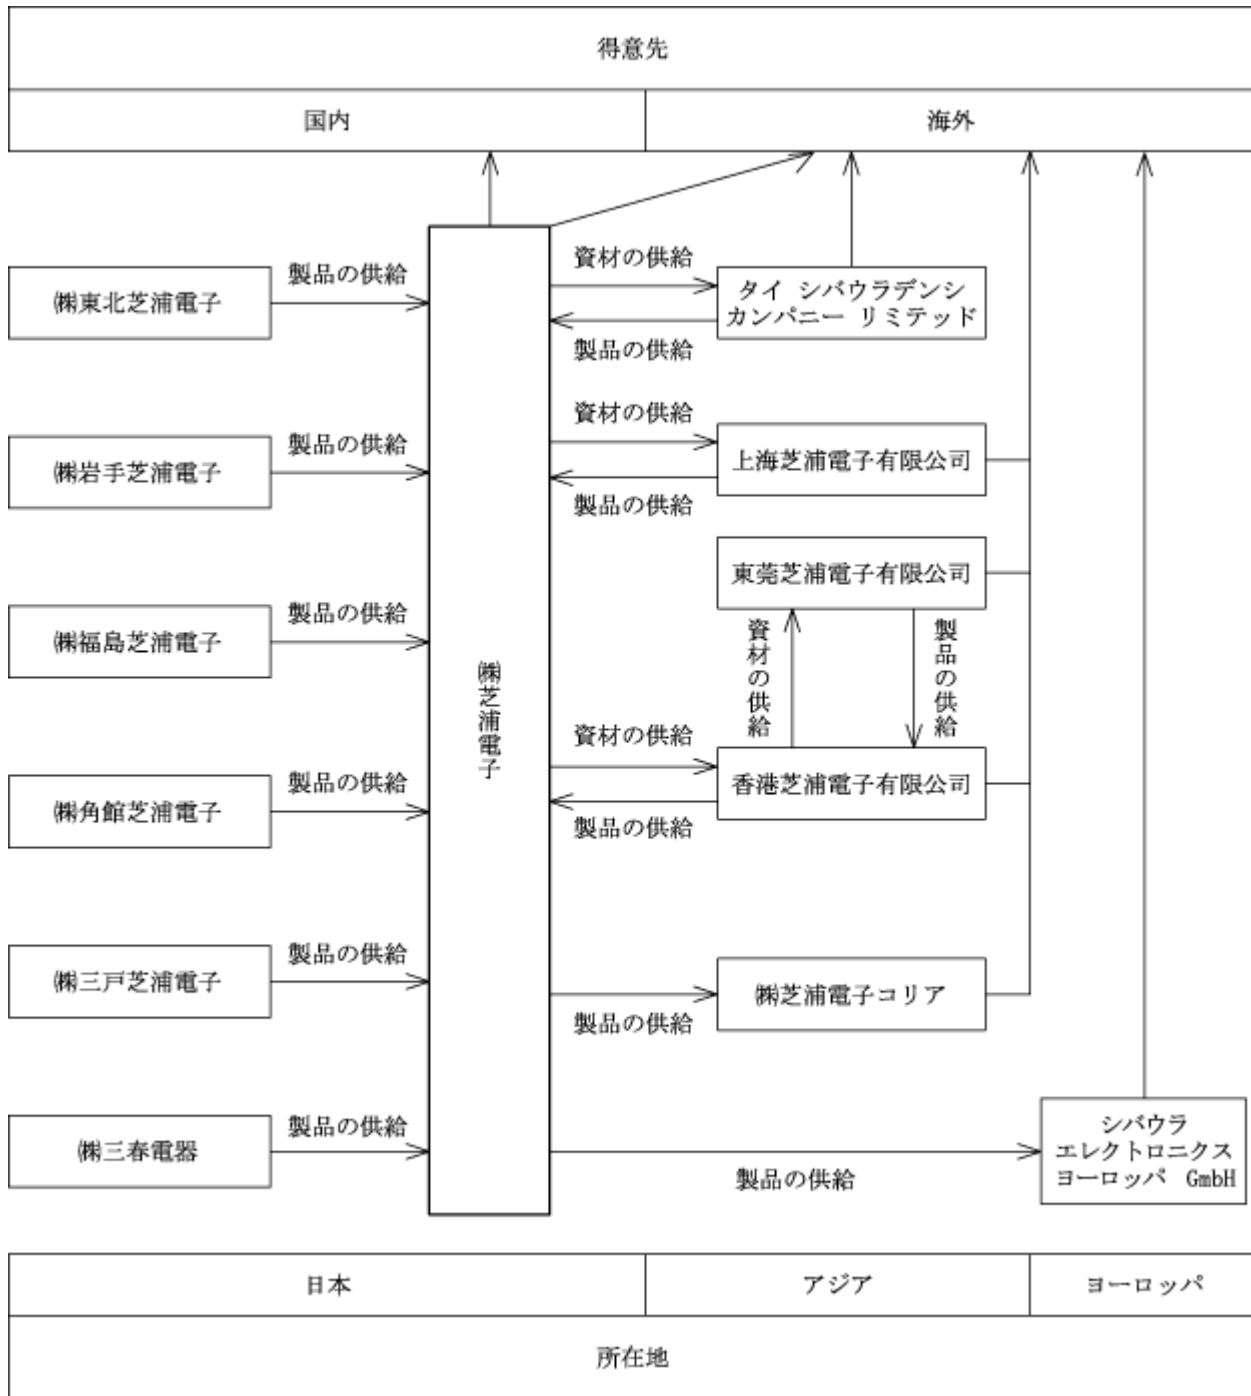 得意先
国内
海外
㈱東北芝浦電子
製品の供給
資材の供給
タイ シバウラデンシ
カンパニー リミテッド
製品の供給
㈱岩手芝浦電子
製品の供給
資材の供給
上海芝浦電子有限公司
製品の供給
東莞芝浦電子有限公司
㈱福島芝浦電子
製品の供給
㈱芝浦電子
資材の供給
製品の供給
㈱角館芝浦電子
製品の供給
資材の供給
香港芝浦電子有限公司
製品の供給
㈱三戸芝浦電子
製品の供給
㈱芝浦電子コリア
製品の供給
㈱三春電器
製品の供給
製品の供給
シバウラ
エレクトロニクス
ヨーロッパ GmbH
日本
アジア
ヨーロッパ
所在地